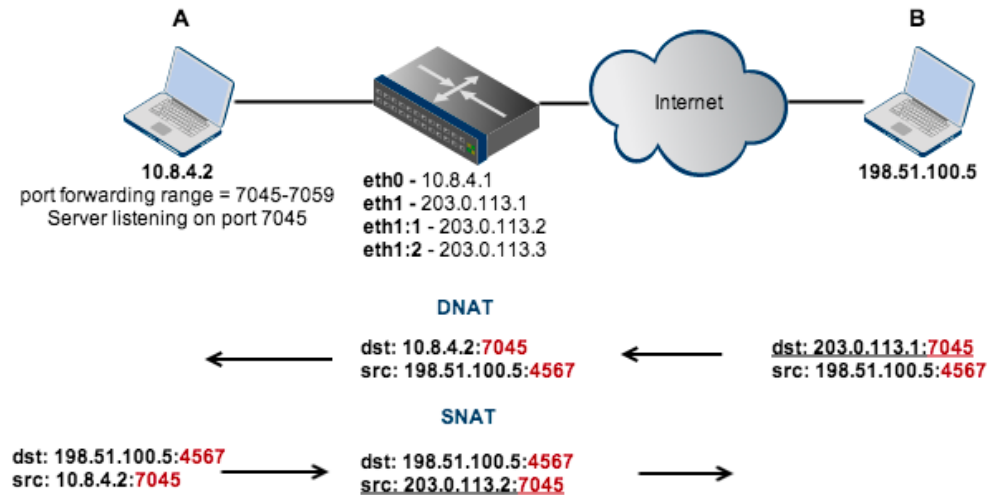 A
B
Internet
10.8.4.2
port forwarding range = 7045-7059
Server listening on port 7045
eth0 - 10.8.4.1
eth1 - 203.0.113.1
eth1:1 - 203.0.113.2
eth1:2 - 203.0.113.3
198.51.100.5
DNAT
dst: 10.8.4.2:7045
src: 198.51.100.5:4567
dst: 203.0.113.1:7045
src: 198.51.100.5:4567
SNAT
dst: 198.51.100.5:4567
src: 10.8.4.2:7045
dst: 198.51.100.5:4567
src: 203.0.113.2:7045